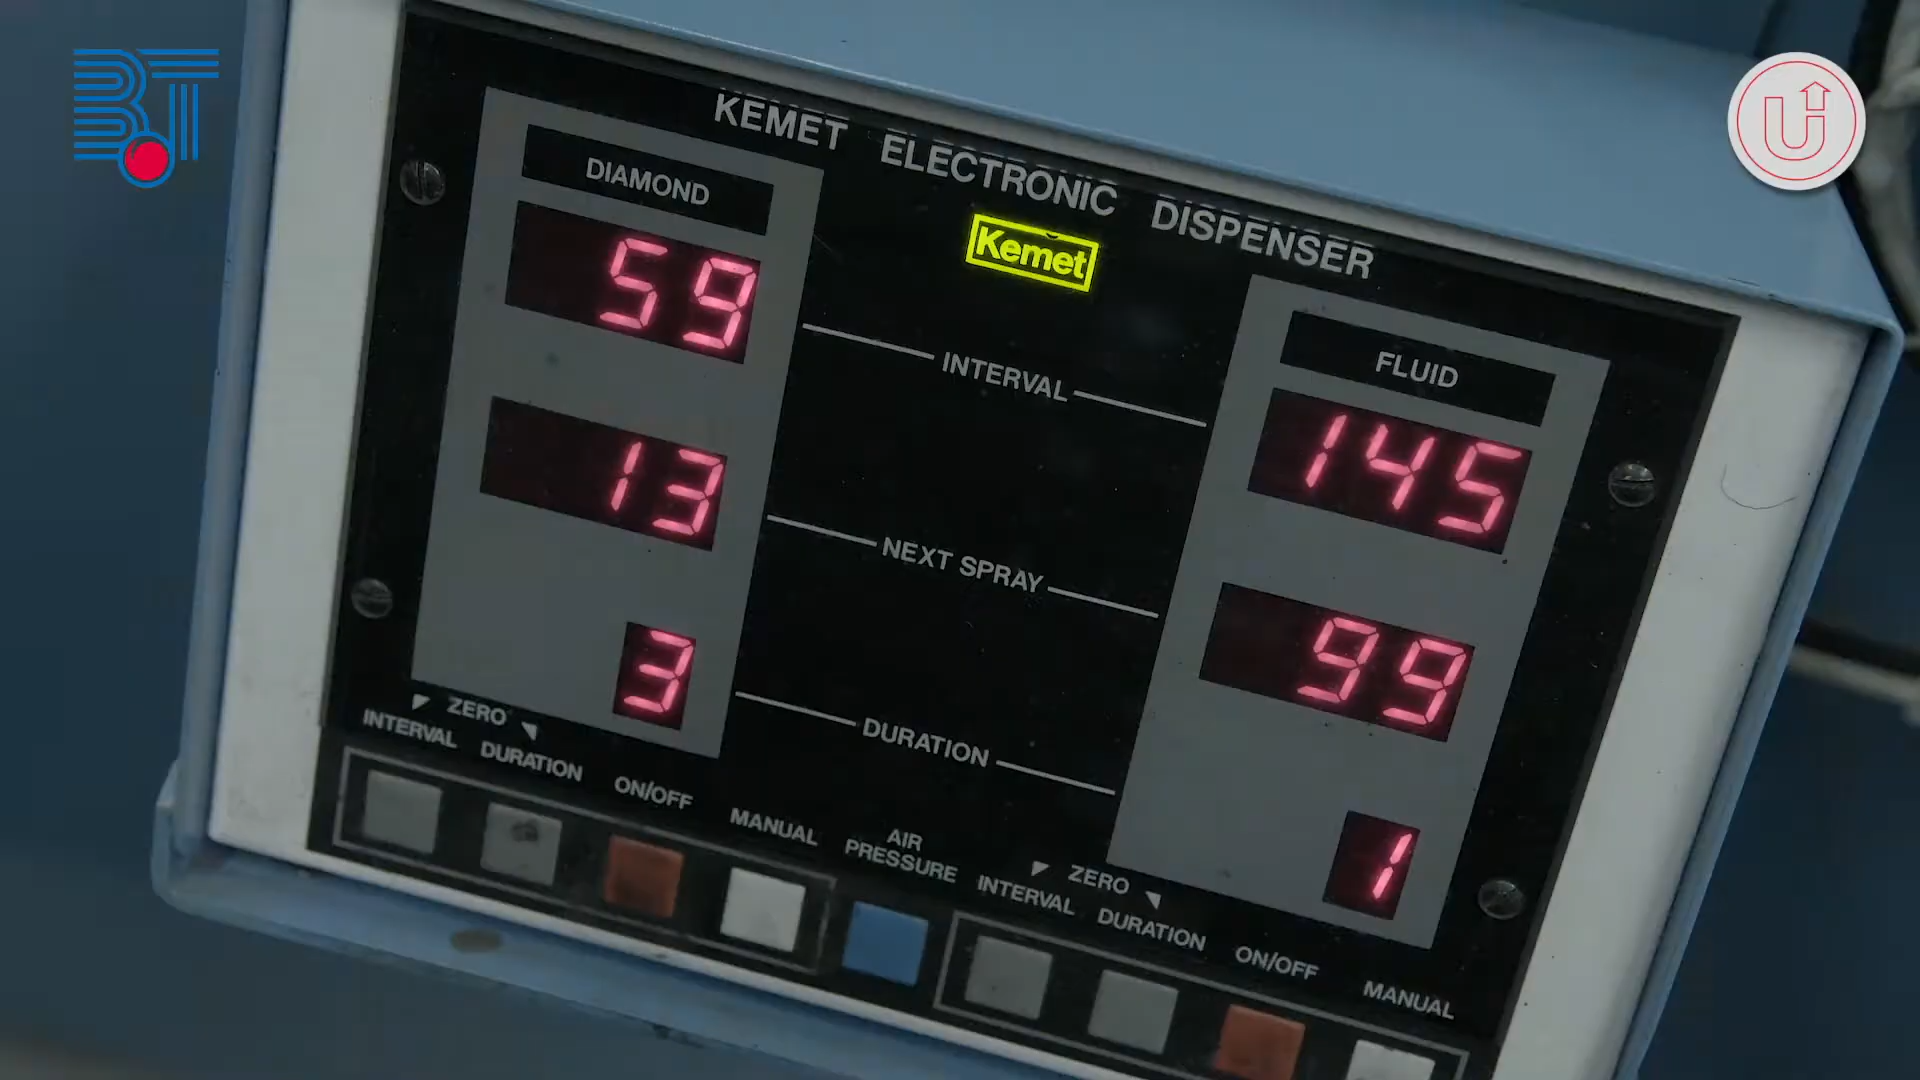 BT
U
KEMET ELECTRONIC DISPENSER
Kemet
DIAMOND
59
13
3
INTERVAL
NEXT SPRAY
DURATION
FLUID
145
99
1
ZERO
INTERVAL
DURATION
ON/OFF
MANUAL
AIR
PRESSURE
ZERO
INTERVAL
DURATION
ON/OFF
MANUAL